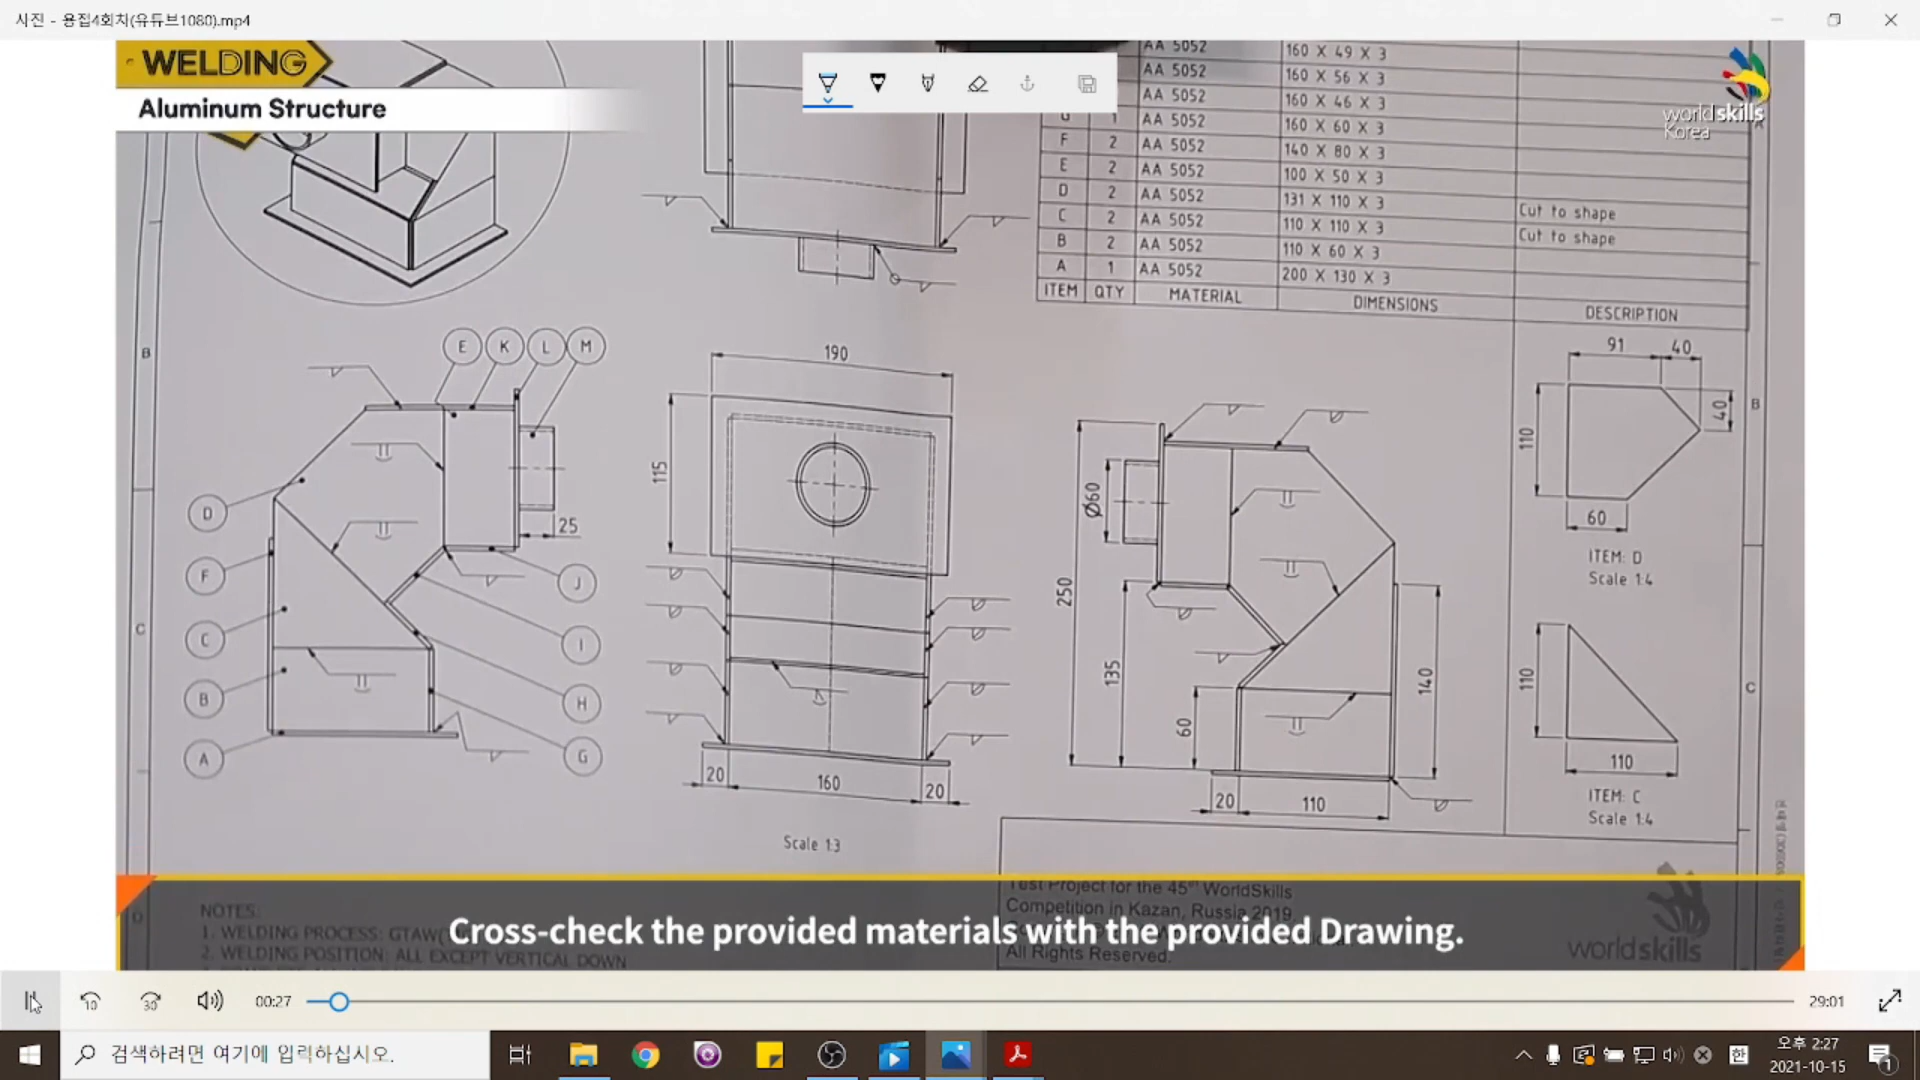 사진 - 용접4회차(유튜브1080).mp4
WELDING
Aluminum Structure
world skills
Korea
AA 5052 160 X 49 X 3
AA 5052 160 X 56 X 3
AA 5052 160 X 46 X 3
G 1 AA 5052 160 X 60 X 3
F 2 AA 5052 140 X 80 X 3
E 2 AA 5052 100 X 50 X 3
D 2 AA 5052 131 X 110 X 3 Cut to shape
C 2 AA 5052 110 X 110 X 3 Cut to shape
B 2 AA 5052 110 X 60 X 3
A 1 AA 5052 200 X 130 X 3
ITEM QTY MATERIAL DIMENSIONS DESCRIPTION
B
C
D
E K L M
D
F
C
B
A
25
J
I
H
G
190
115
20 160 20
Scale 1:3
Ø60
250
135
60
140
20 110
91 40
110
40
60
ITEM: D
Scale 1:4
110
110
ITEM: C
Scale 1:4
B
C
NOTES:
1. WELDING PROCESS: GTAW(
2. WELDING POSITION: ALL EXCEPT VERTICAL DOWN
Test Project for the 45th WorldSkills
Competition in Kazan, Russia 2019.
All Rights Reserved.
world skills
Cross-check the provided materials with the provided Drawing.
10
30
00:27
29:01
검색하려면 여기에 입력하십시오.
한
오후 2:27
2021-10-15
1